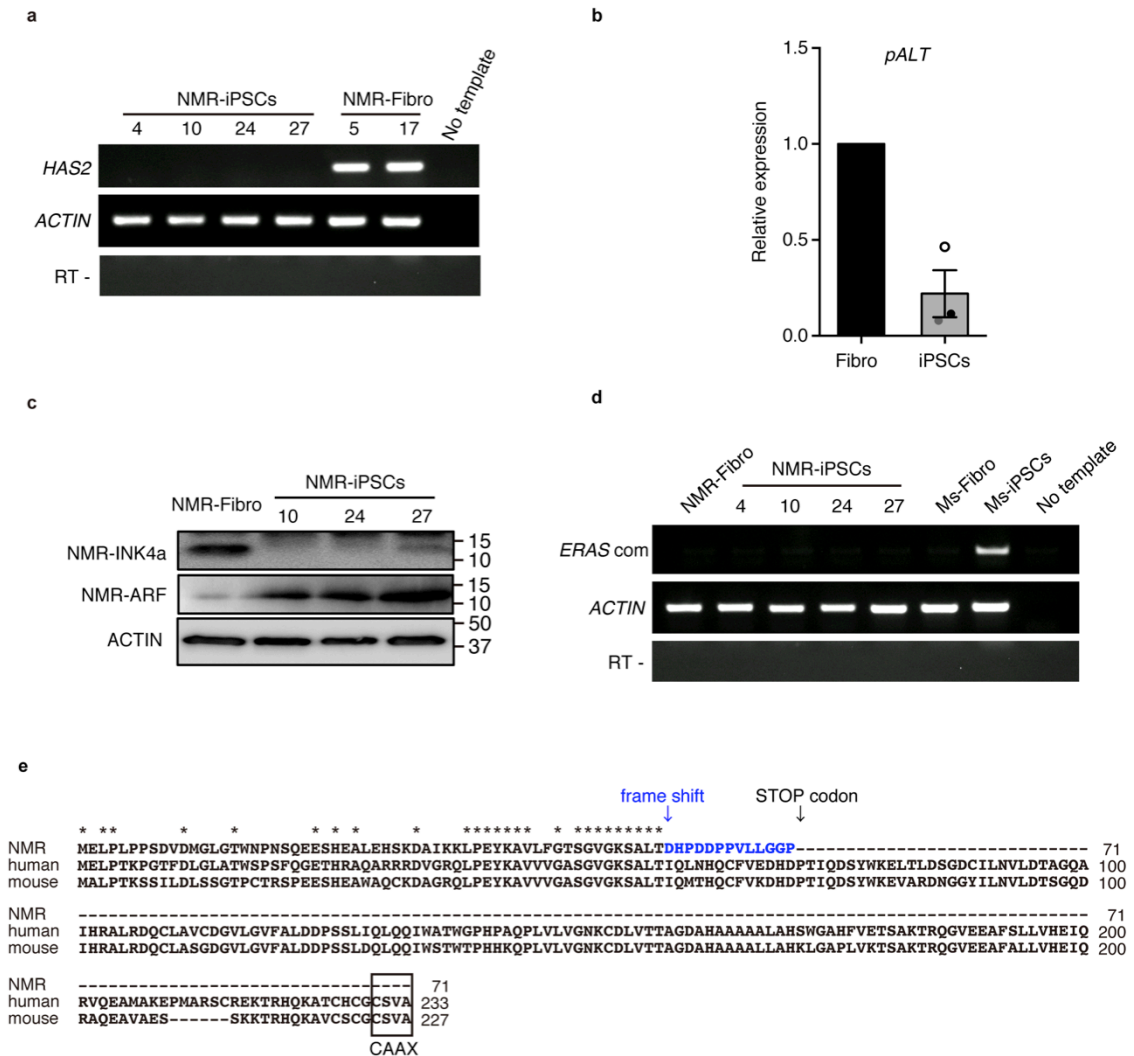 a
NMR-iPSCs NMR-Fibro No template
4 10 24 27 5 17
HAS2
ACTIN
RT -
b
pALT
Relative expression
1.5
1.0
0.5
0.0
Fibro iPSCs
c
NMR-Fibro NMR-iPSCs
10 24 27
NMR-INK4a 15
10
NMR-ARF 15
10
ACTIN 50
37
d
NMR-Fibro NMR-iPSCs Ms-Fibro Ms-iPSCs No template
4 10 24 27
ERAS com
ACTIN
RT -
e
frame shift STOP codon
NMR MELPLPPSDVDMGLGTWNPNSQEESHEALEHSKDAIKKLPEYKAVLFGTSGVGKSALTDHPDDPPVLLGGP----------------------------- 71
human MELPTKPGTFDLGLATWSPSFQGETHRAQARRRDVGRQLPEYKAVVVGASGVGKSALTIQLNHQCFVEDHDPTIQDSYWKELTLDSGDCILNVLDTAGQA 100
mouse MALPTKSSILDLSSGTPCTRSPEESHEAWAQCKDAGRQLPEYKAVVVGASGVGKSALTIQMTHQCFVKDHDPTIQDSYWKEVARDNGGYILNVLDTSGQD 100
NMR ---------------------------------------------------------------------------------------------------- 71
human IHRALRDQCLAVCDGVLGVFALDDPSSLIQLQQIWATWGPHPAQPLVLVGNKCDLVTTAGDAHAAAAALAHSWGAHFVETSAKTRQGVEEAFSLLVHEIQ 200
mouse IHRALRDQCLASGDGVLGVFALDDPSSLDQLQQIWSTWTPHHKQPLVLVGNKCDLVTTAGDAHAAAALLAHKLGAPLVKTSAKTRQGVEEAFALLVHEIQ 200
NMR --------------------------------- 71
human RVQEAMAKEPMARSCREKTRHQKATCHCGCSVA 233
mouse RAQEAVAES------SKKTRHQKAVCSCGCSVA 227
CAAX